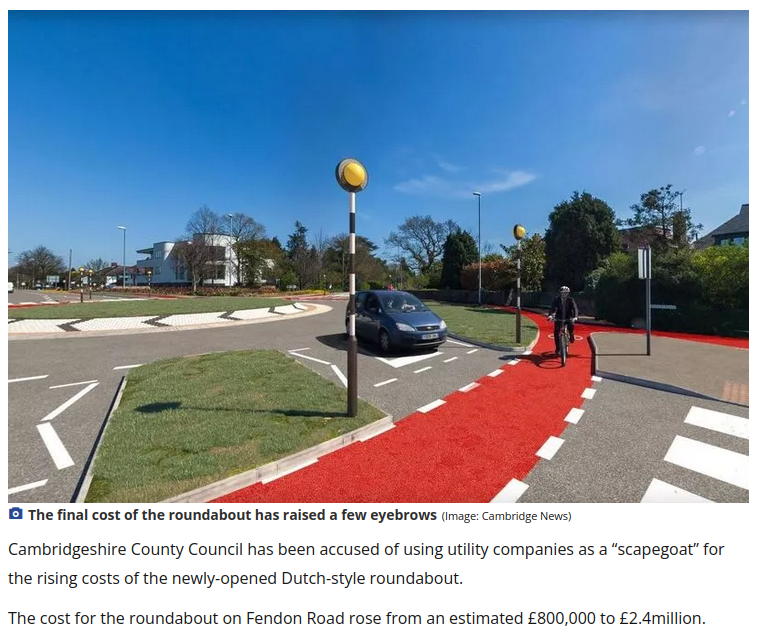 The final cost of the roundabout has raised a few eyebrows (Image: Cambridge News)
Cambridgeshire County Council has been accused of using utility companies as a “scapegoat” for
the rising costs of the newly-opened Dutch-style roundabout.
The cost for the roundabout on Fendon Road rose from an estimated £800,000 to £2.4million.